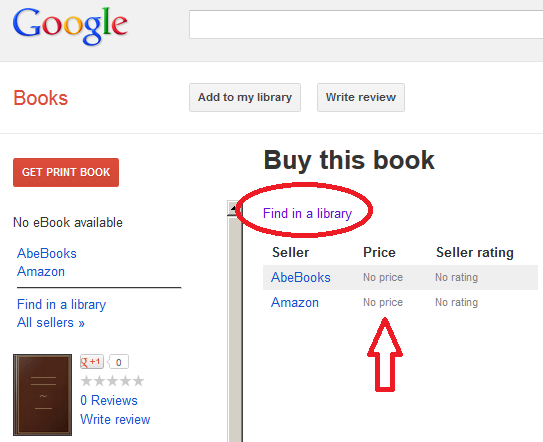 Google
Books
Add to my library
Write review
GET PRINT BOOK
No eBook available
AbeBooks
Amazon
Find in a library
All sellers »
g +1 0
0 Reviews
Write review
Buy this book
Find in a library
Seller Price Seller rating
AbeBooks No price No rating
Amazon No price No rating